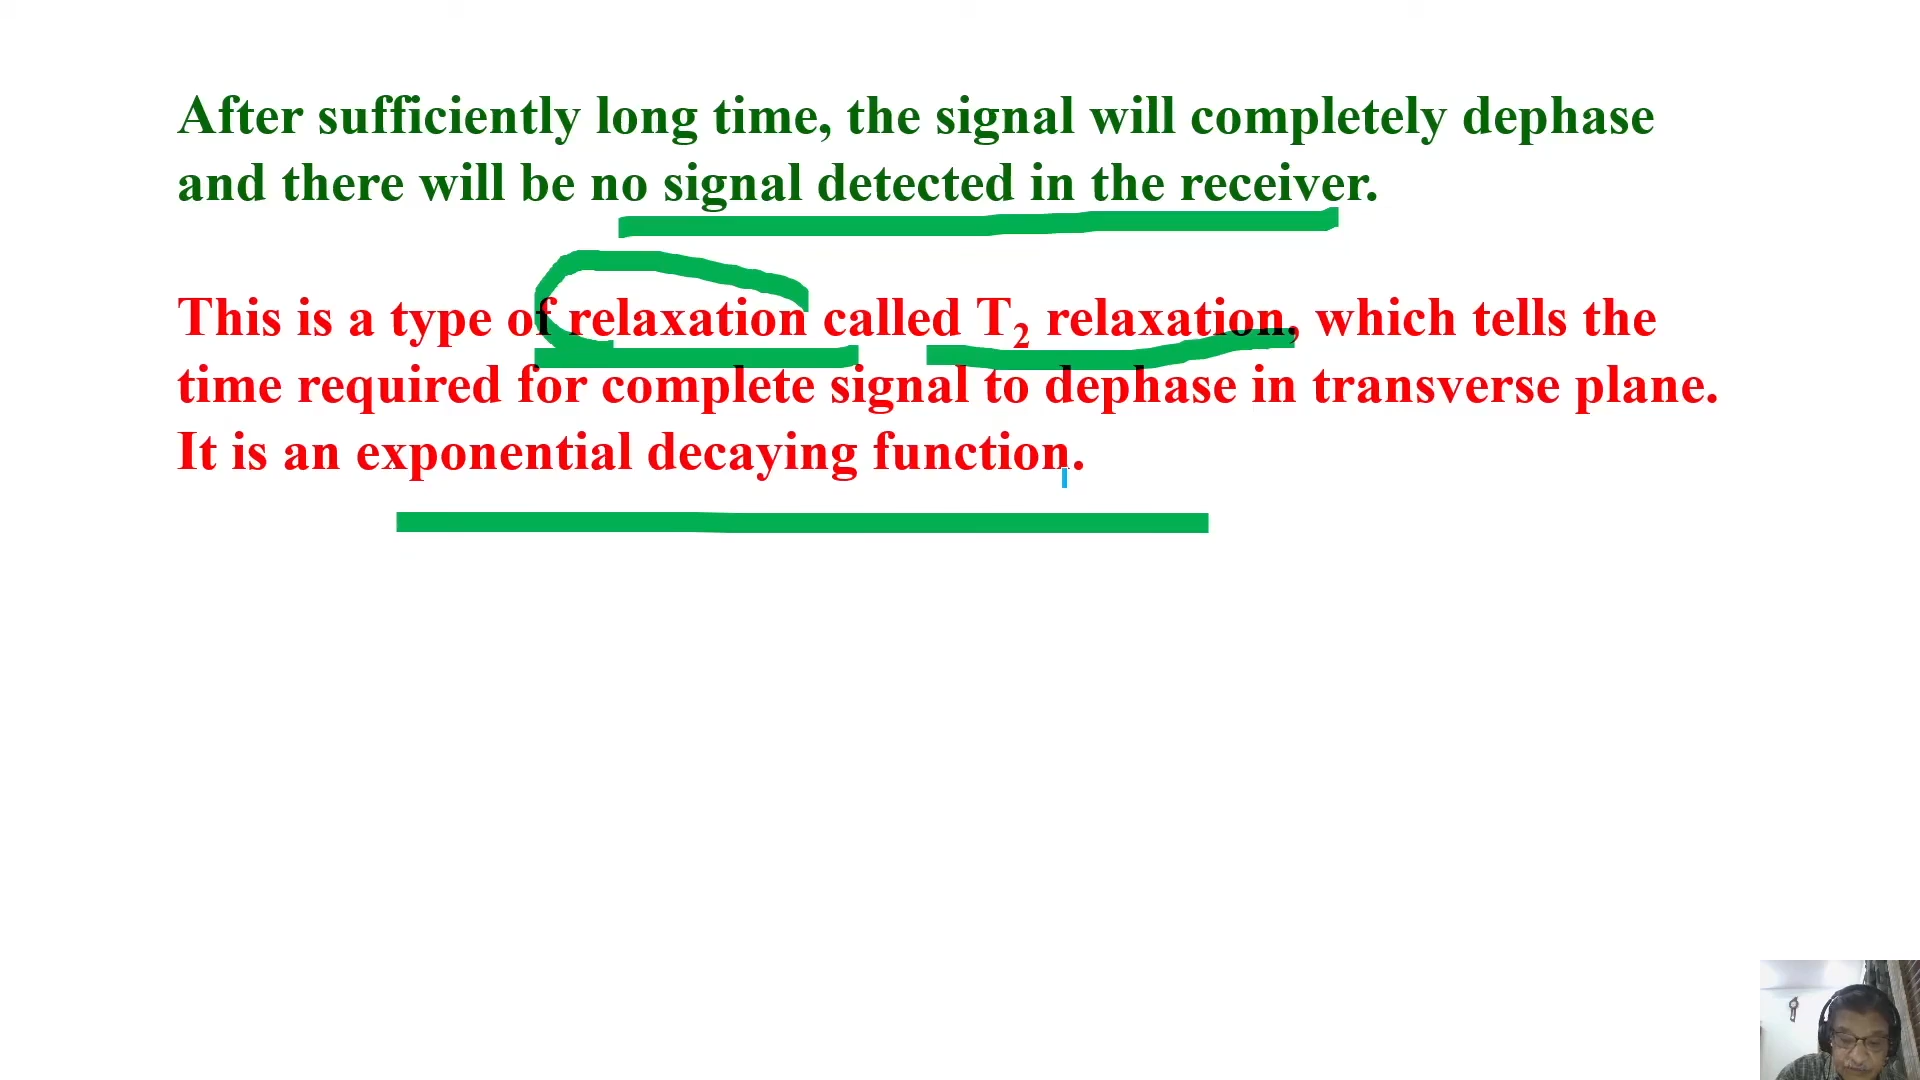 After sufficiently long time, the signal will completely dephase
and there will be no signal detected in the receiver.
This is a type of relaxation called T₂ relaxation, which tells the
time required for complete signal to dephase in transverse plane.
It is an exponential decaying function.